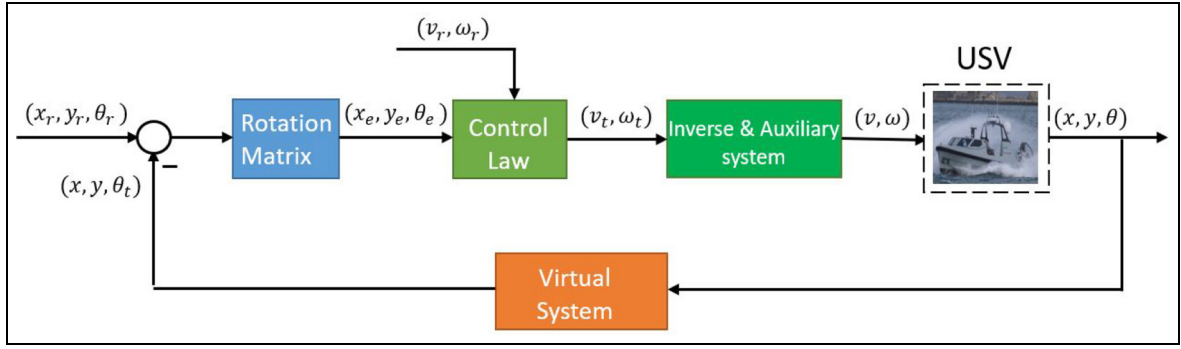 (v_r, ω_r)
USV
(x_r, y_r, θ_r)
Rotation
Matrix
(x_e, y_e, θ_e)
Control
Law
(v_t, ω_t)
Inverse & Auxiliary
system
(v, ω)
(x, y, θ)
−
(x, y, θ_t)
Virtual
System